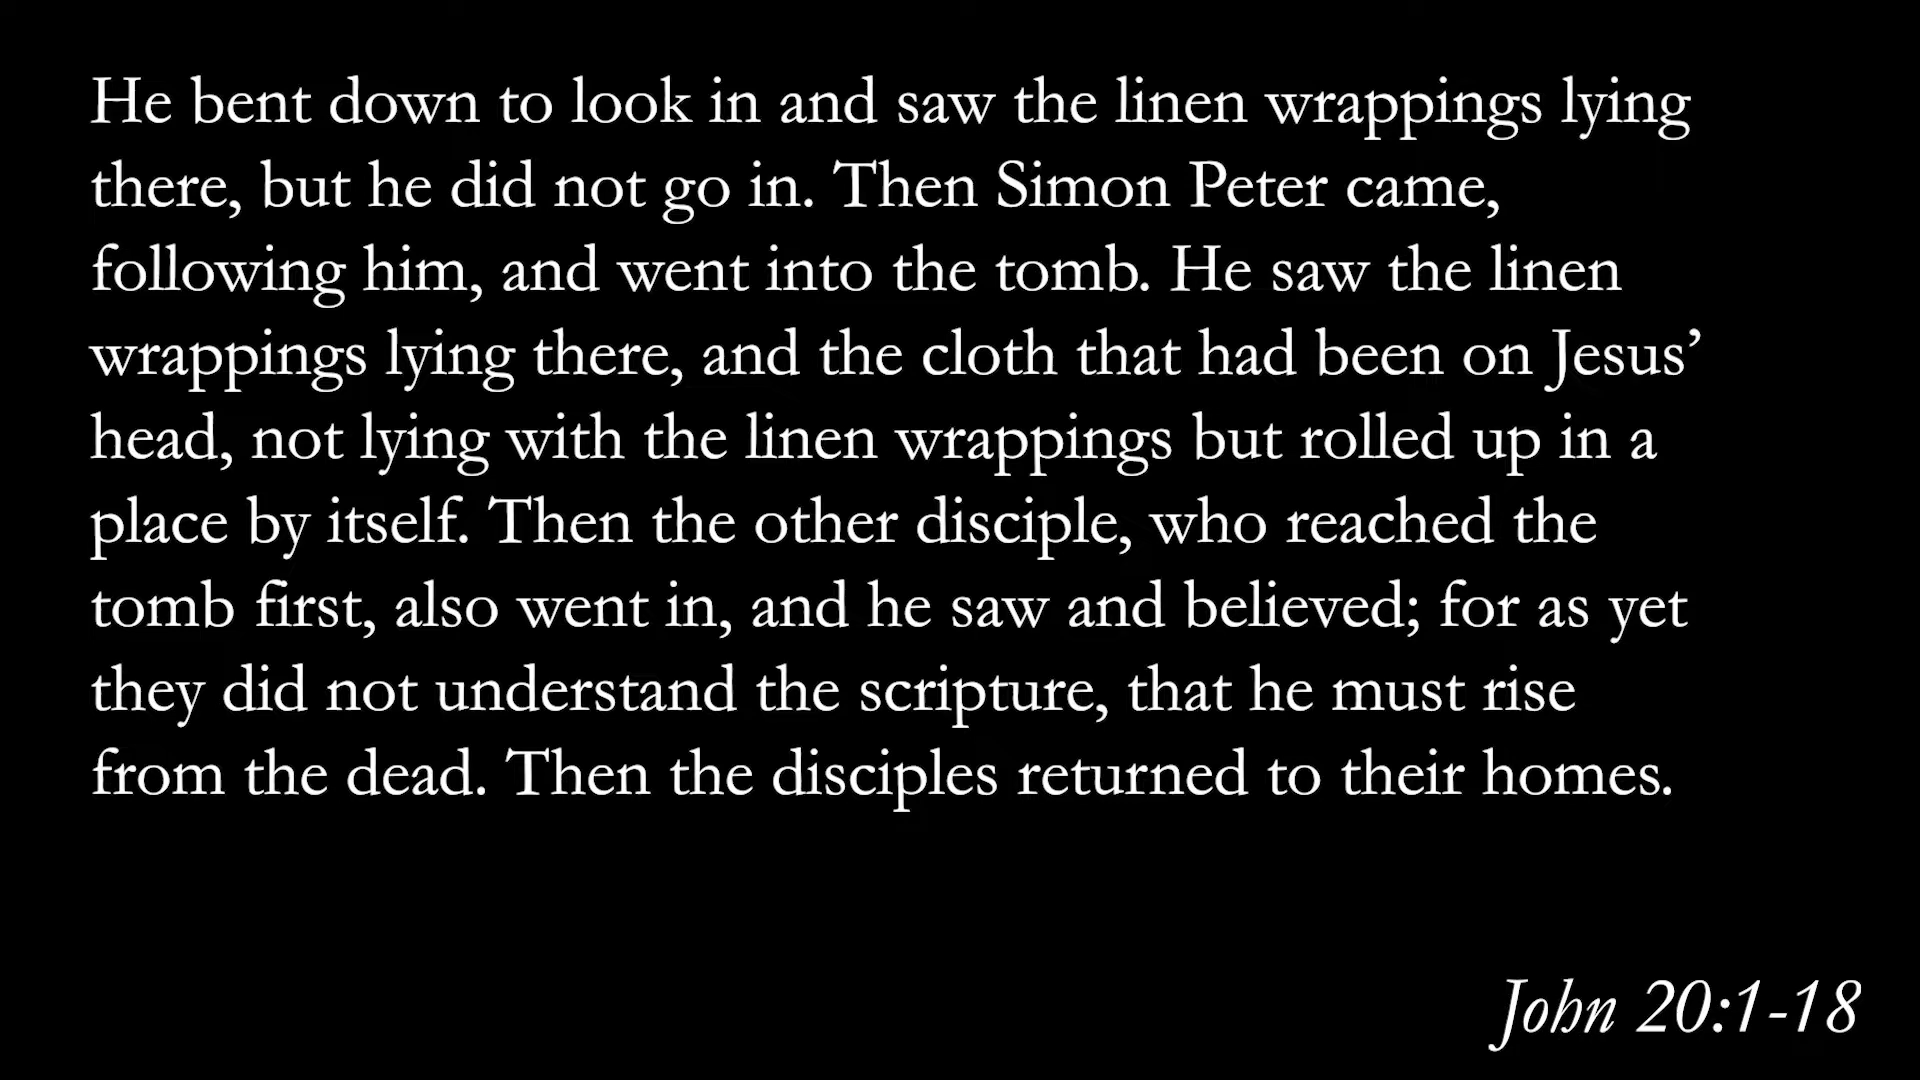 He bent down to look in and saw the linen wrappings lying
there, but he did not go in. Then Simon Peter came,
following him, and went into the tomb. He saw the linen
wrappings lying there, and the cloth that had been on Jesus’
head, not lying with the linen wrappings but rolled up in a
place by itself. Then the other disciple, who reached the
tomb first, also went in, and he saw and believed; for as yet
they did not understand the scripture, that he must rise
from the dead. Then the disciples returned to their homes.
John 20:1-18